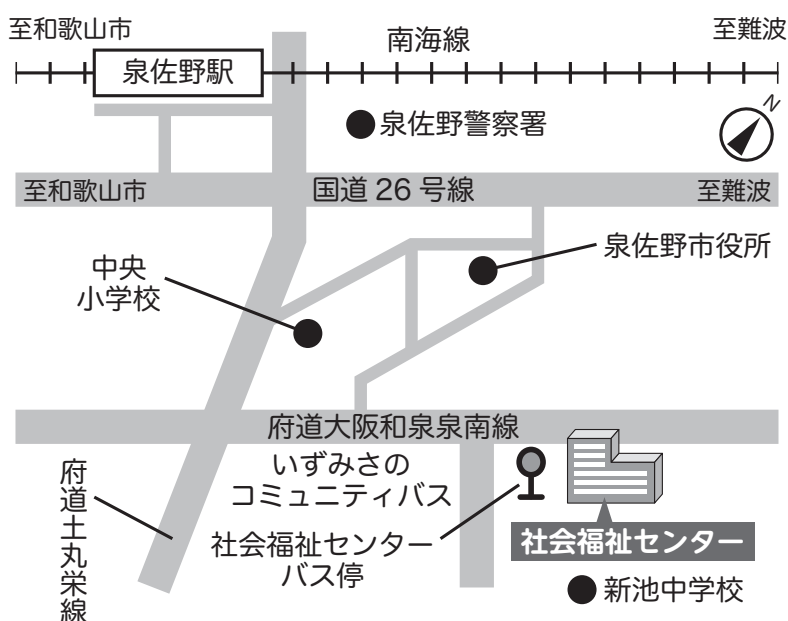 至和歌山市
南海線
至難波
泉佐野駅
泉佐野警察署
N
至和歌山市
国道26号線
至難波
中央
小学校
泉佐野市役所
府道大阪和泉泉南線
いずみさの
コミュニティバス
社会福祉センター
バス停
府道土丸栄線
社会福祉センター
新池中学校